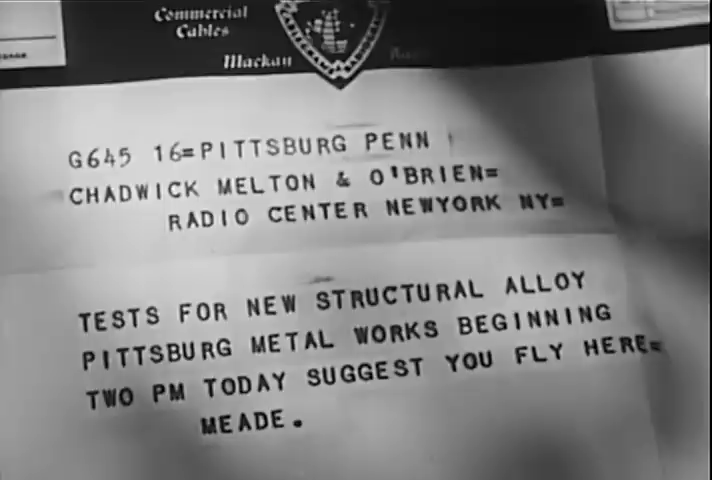 Commercial
Cables
Mackay
G645 16=PITTSBURG PENN
CHADWICK MELTON & O'BRIEN=
RADIO CENTER NEWYORK NY=
TESTS FOR NEW STRUCTURAL ALLOY
PITTSBURG METAL WORKS BEGINNING
TWO PM TODAY SUGGEST YOU FLY HERE=
MEADE.